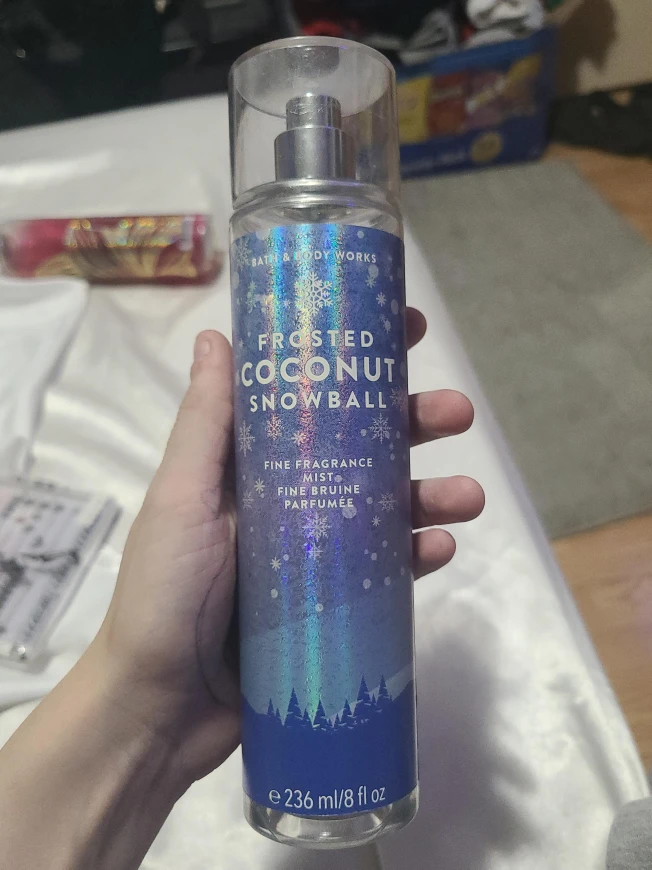 BATH & BODY WORKS
FROSTED
COCONUT
SNOWBALL
FINE FRAGRANCE
MIST
FINE BRUINE
PARFUMÉE
e 236 ml/8 fl oz